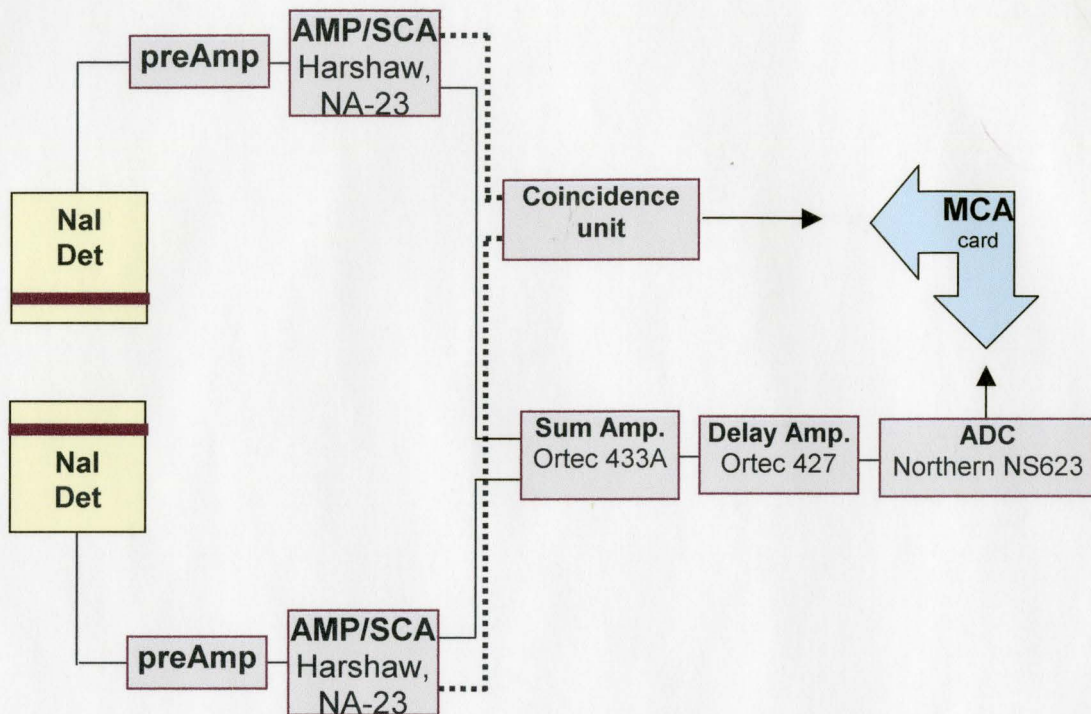 preAmp
AMP/SCA
Harshaw,
NA-23
NaI
Det
Coincidence
unit
MCA
card
NaI
Det
Sum Amp.
Ortec 433A
Delay Amp.
Ortec 427
ADC
Northern NS623
preAmp
AMP/SCA
Harshaw,
NA-23